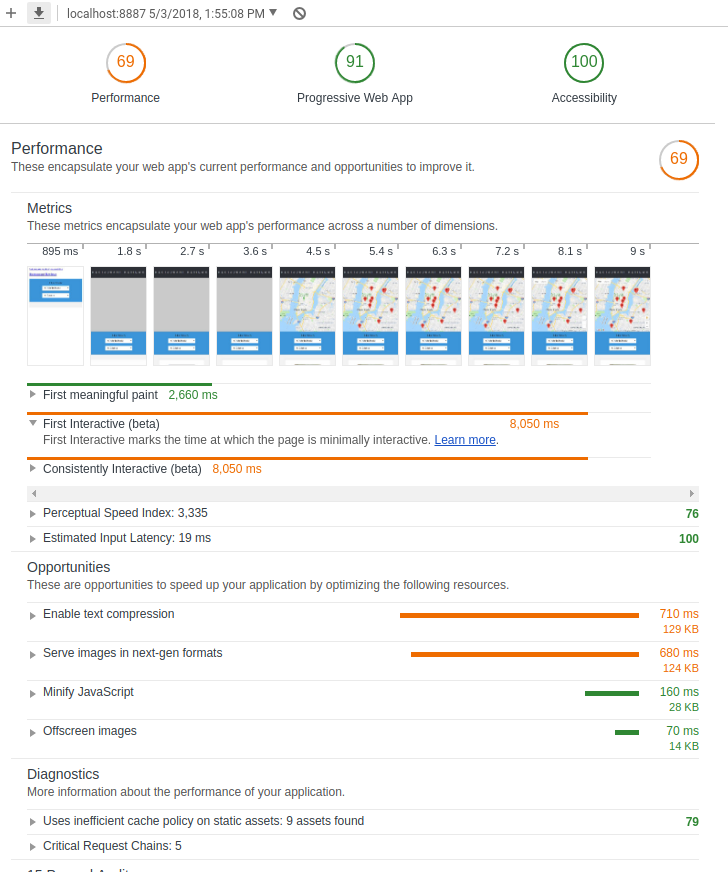 localhost:8887 5/3/2018, 1:55:08 PM
69
91
100
Performance
Progressive Web App
Accessibility
Performance
These encapsulate your web app's current performance and opportunities to improve it.
69
Metrics
These metrics encapsulate your web app's performance across a number of dimensions.
895 ms 1.8 s 2.7 s 3.6 s 4.5 s 5.4 s 6.3 s 7.2 s 8.1 s 9 s
First meaningful paint 2,660 ms
First Interactive (beta) 8,050 ms
First Interactive marks the time at which the page is minimally interactive. Learn more.
Consistently Interactive (beta) 8,050 ms
Perceptual Speed Index: 3,335 76
Estimated Input Latency: 19 ms 100
Opportunities
These are opportunities to speed up your application by optimizing the following resources.
Enable text compression 710 ms
129 KB
Serve images in next-gen formats 680 ms
124 KB
Minify JavaScript 160 ms
28 KB
Offscreen images 70 ms
14 KB
Diagnostics
More information about the performance of your application.
Uses inefficient cache policy on static assets: 9 assets found 79
Critical Request Chains: 5